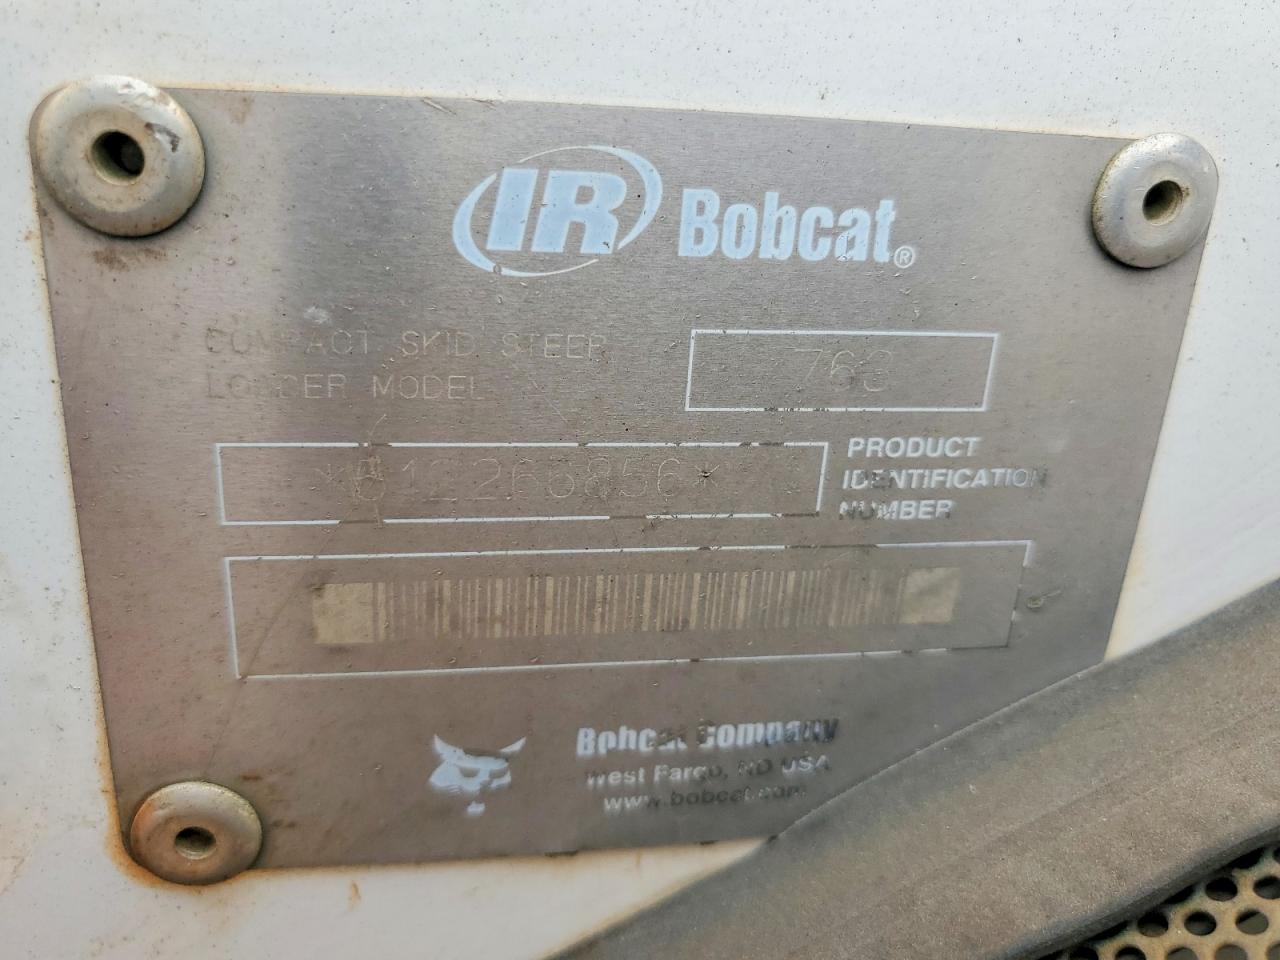 IR Bobcat®
COMPACT SKID STEER
LOADER MODEL
763
PRODUCT
IDENTIFICATION
NUMBER
Bobcat Company
West Fargo, ND USA
www.bobcat.com